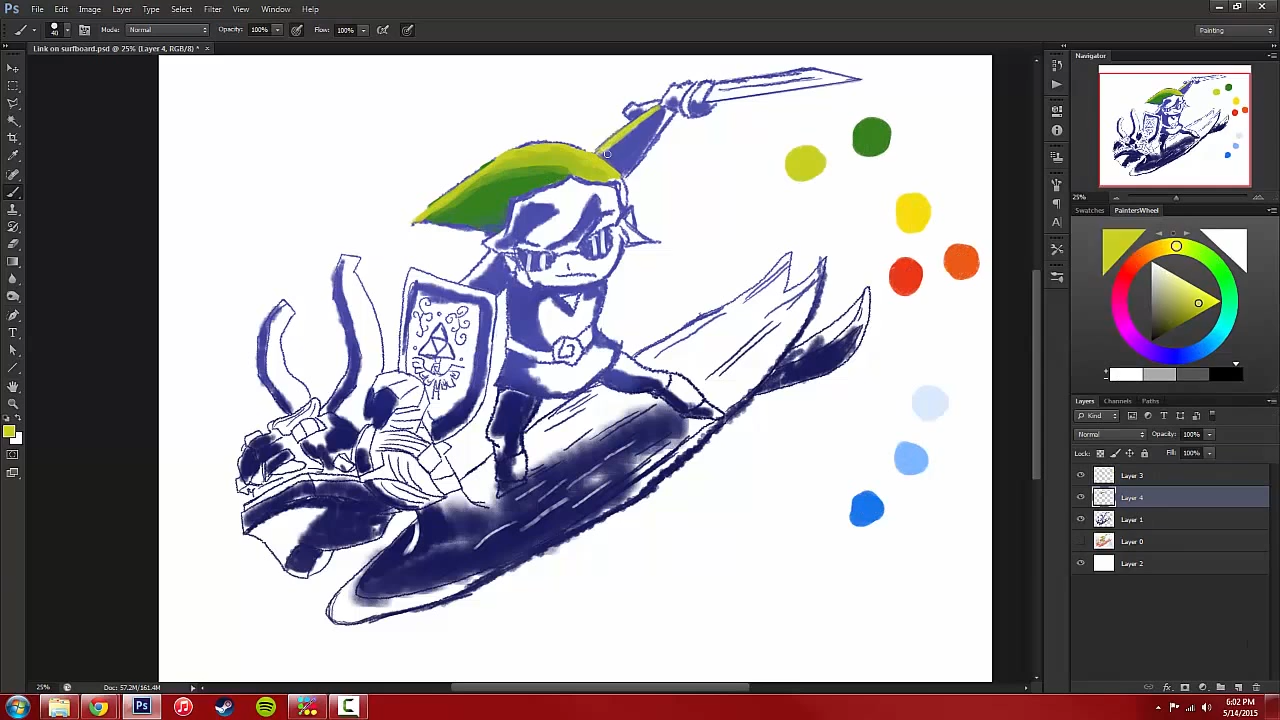 Ps File Edit Image Layer Type Select Filter View Window Help
40 Mode: Normal Opacity: 100% Flow: 100% Painting
Link on surfboard.psd @ 25% (Layer 4, RGB/8) * ×
Navigator
25%
Swatches PaintersWheel
Layers Channels Paths
Kind
Normal Opacity: 100%
Lock: Fill: 100%
Layer 3
Layer 4
Layer 1
Layer 0
Layer 2
25% Doc: 57.2M/161.4M
Ps
6:02 PM
5/14/2015